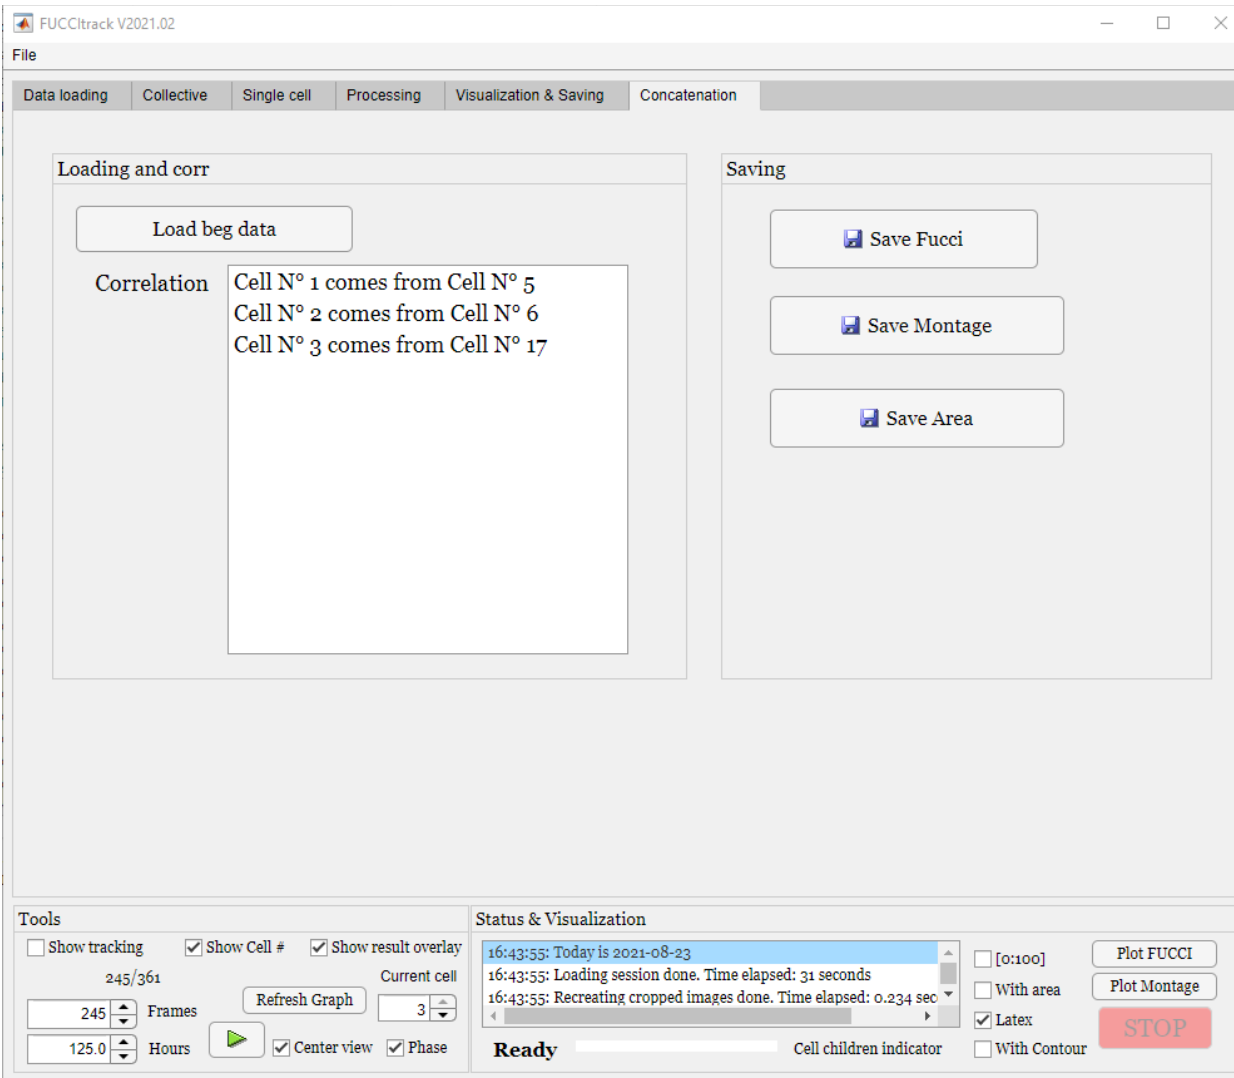 FUCCItrack V2021.02
File
Data loading
Collective
Single cell
Processing
Visualization & Saving
Concatenation
Loading and corr
Load beg data
Correlation
Cell N° 1 comes from Cell N° 5
Cell N° 2 comes from Cell N° 6
Cell N° 3 comes from Cell N° 17
Saving
Save Fucci
Save Montage
Save Area
Tools
Show tracking
Show Cell #
Show result overlay
245/361
Current cell
245
Frames
Refresh Graph
3
125.0
Hours
Center view
Phase
Status & Visualization
16:43:55: Today is 2021-08-23
16:43:55: Loading session done. Time elapsed: 31 seconds
16:43:55: Recreating cropped images done. Time elapsed: 0.234 sec
Ready
Cell children indicator
[0:100]
With area
Latex
With Contour
Plot FUCCI
Plot Montage
STOP